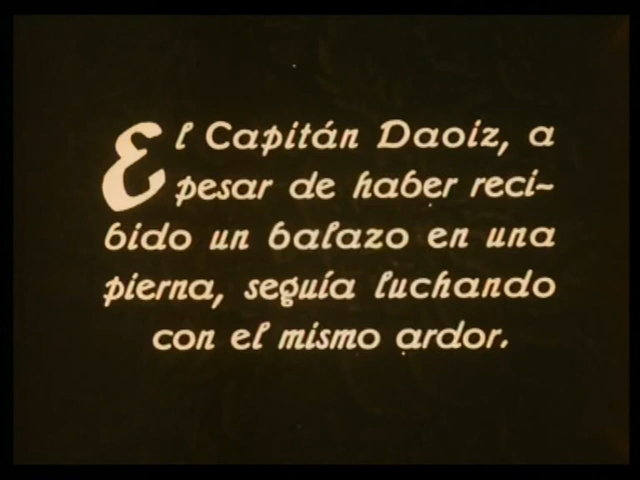 El Capitán Daoiz, a
pesar de haber reci-
bido un balazo en una
pierna, seguía luchando
con el mismo ardor.